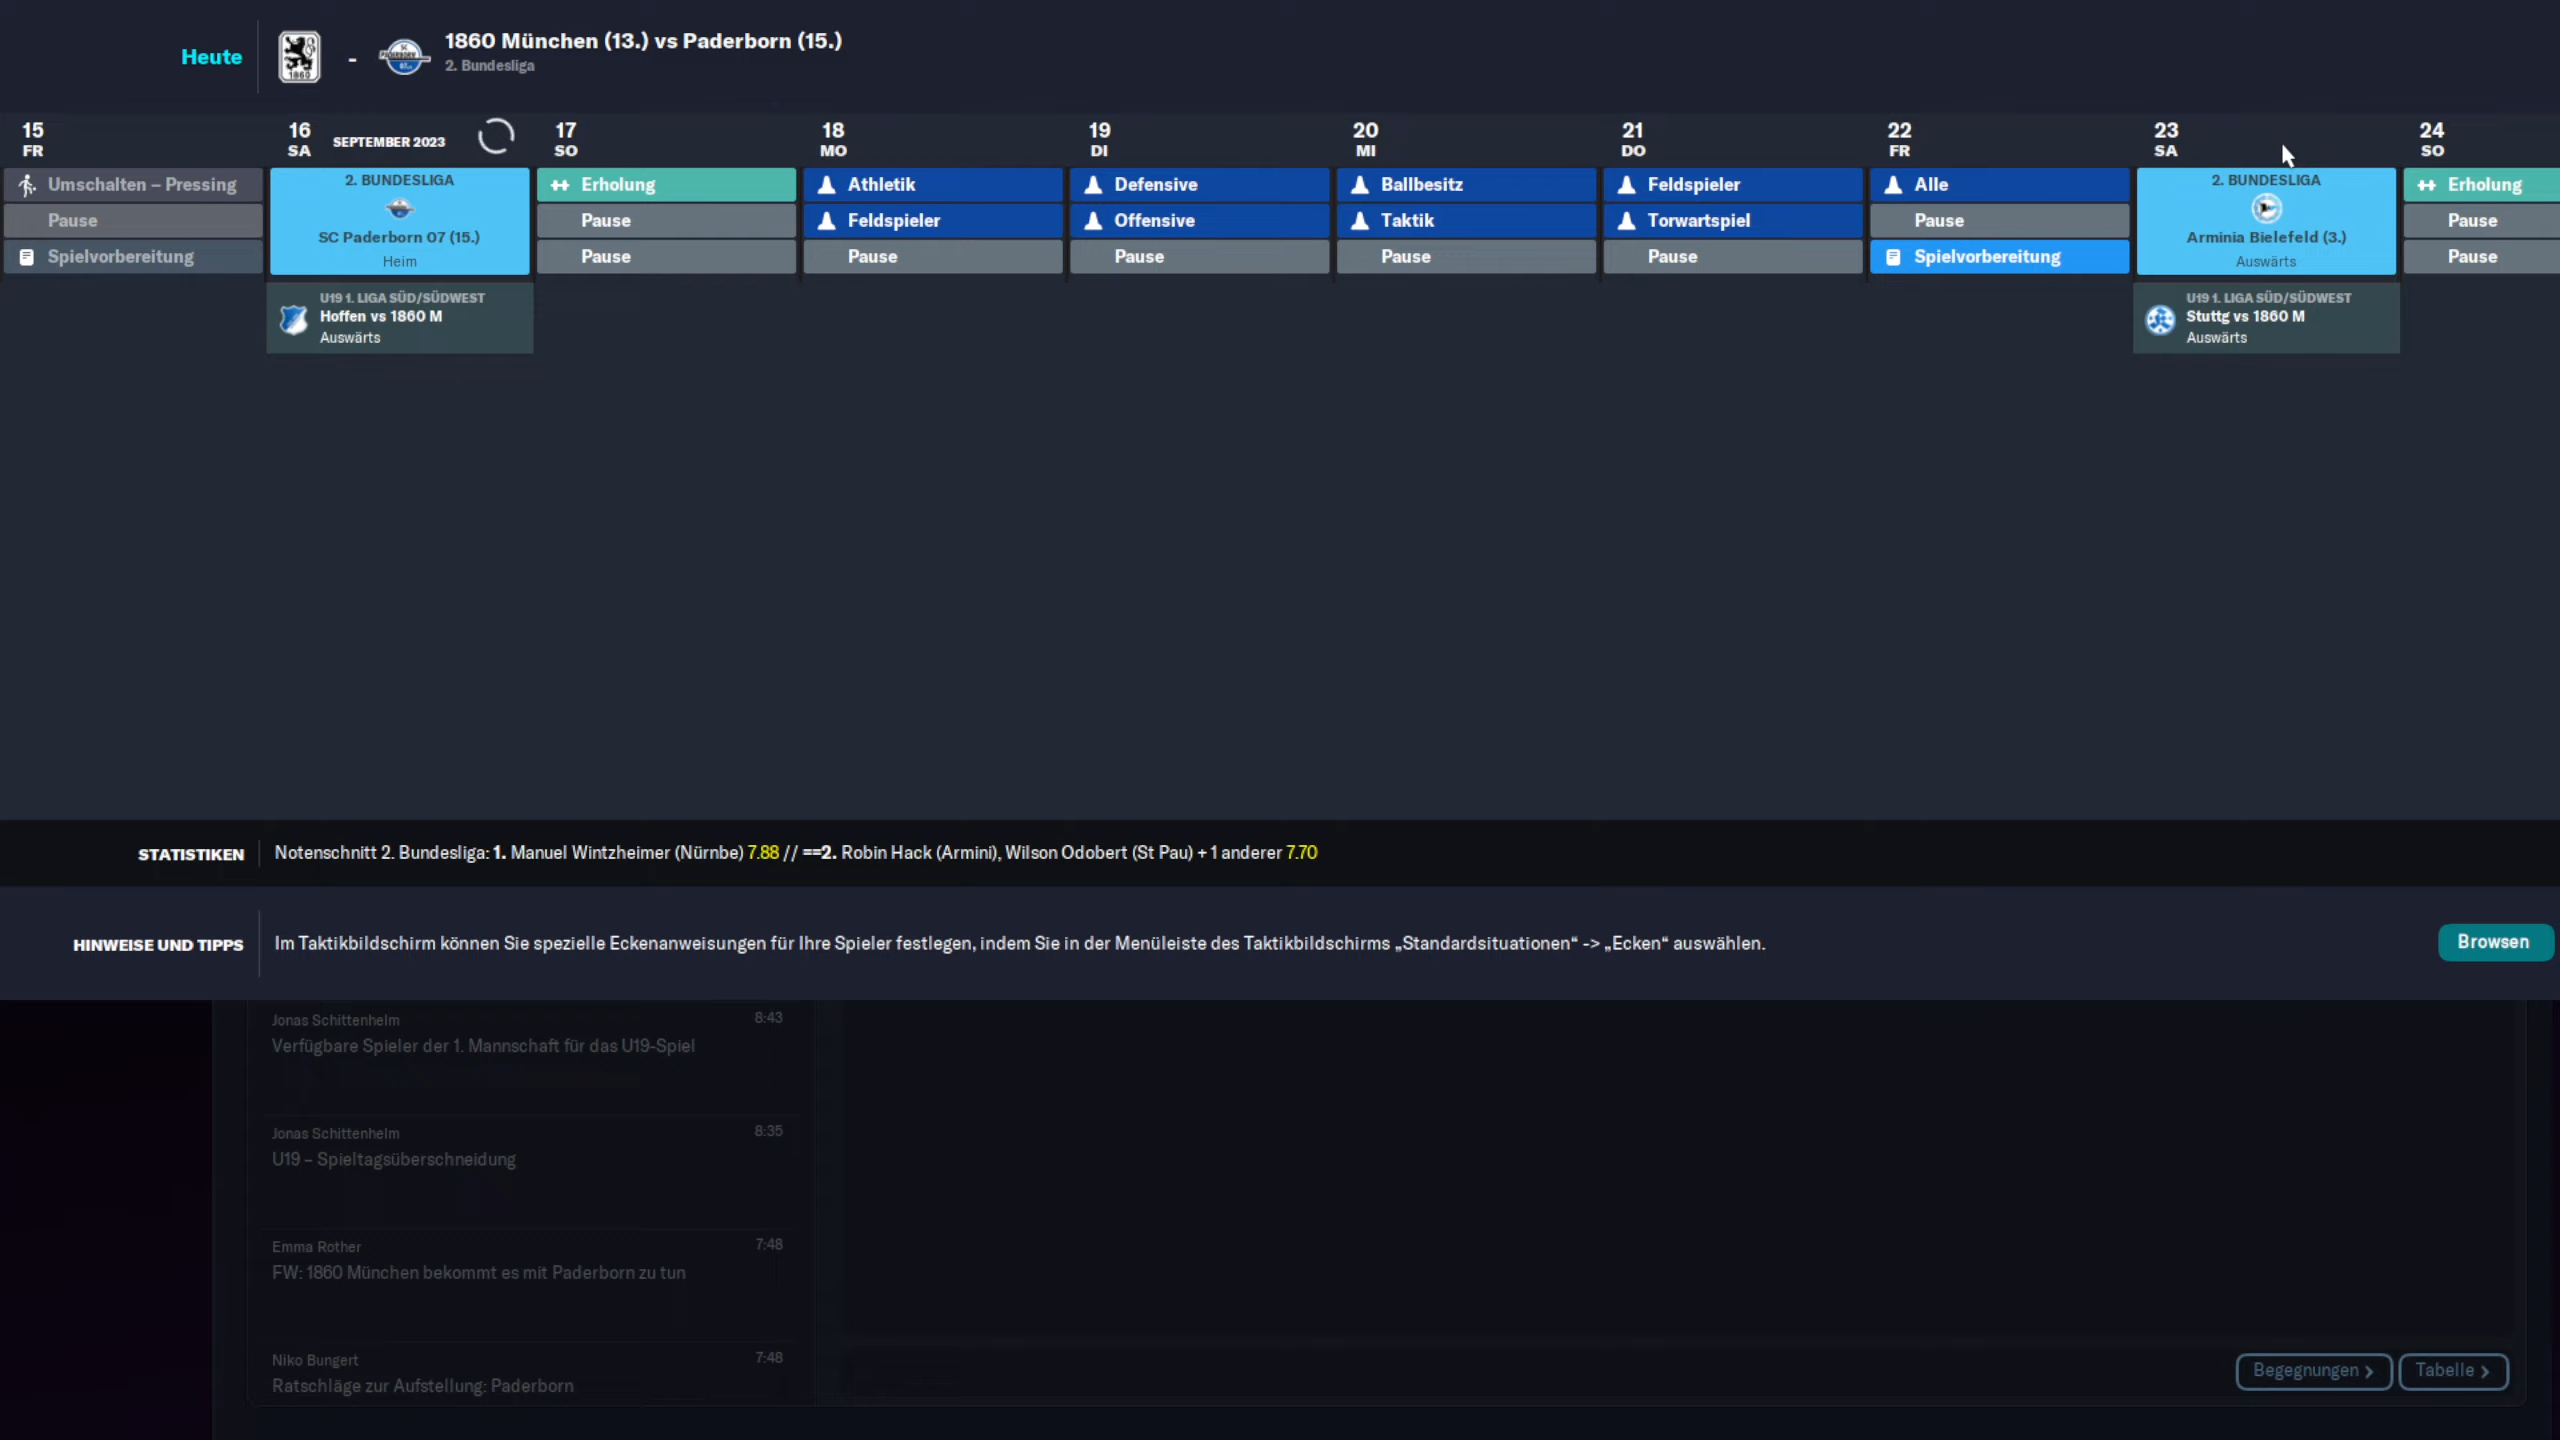 Heute
1860 München (13.) vs Paderborn (15.)
2. Bundesliga
15 FR
16 SA SEPTEMBER 2023
17 SO
18 MO
19 DI
20 MI
21 DO
22 FR
23 SA
24 SO
Umschalten – Pressing
Pause
Spielvorbereitung
2. BUNDESLIGA
SC Paderborn 07 (15.)
Heim
U19 1. LIGA SÜD/SÜDWEST
Hoffen vs 1860 M
Auswärts
Erholung
Pause
Pause
Athletik
Feldspieler
Pause
Defensive
Offensive
Pause
Ballbesitz
Taktik
Pause
Feldspieler
Torwartspiel
Pause
Alle
Pause
Spielvorbereitung
2. BUNDESLIGA
Arminia Bielefeld (3.)
Auswärts
U19 1. LIGA SÜD/SÜDWEST
Stuttg vs 1860 M
Auswärts
Erholung
Pause
Pause
STATISTIKEN
Notenschnitt 2. Bundesliga: 1. Manuel Wintzheimer (Nürnbe) 7.88 // ==2. Robin Hack (Armini), Wilson Odobert (St Pau) + 1 anderer 7.70
HINWEISE UND TIPPS
Im Taktikbildschirm können Sie spezielle Eckenanweisungen für Ihre Spieler festlegen, indem Sie in der Menüleiste des Taktikbildschirms „Standardsituationen“ -> „Ecken“ auswählen.
Browsen
Jonas Schittenhelm 8:43
Verfügbare Spieler der 1. Mannschaft für das U19-Spiel
Jonas Schittenhelm 8:35
U19 – Spieltagsüberschneidung
Emma Rother 7:48
FW: 1860 München bekommt es mit Paderborn zu tun
Niko Bungert 7:48
Ratschläge zur Aufstellung: Paderborn
Begegnungen >
Tabelle >